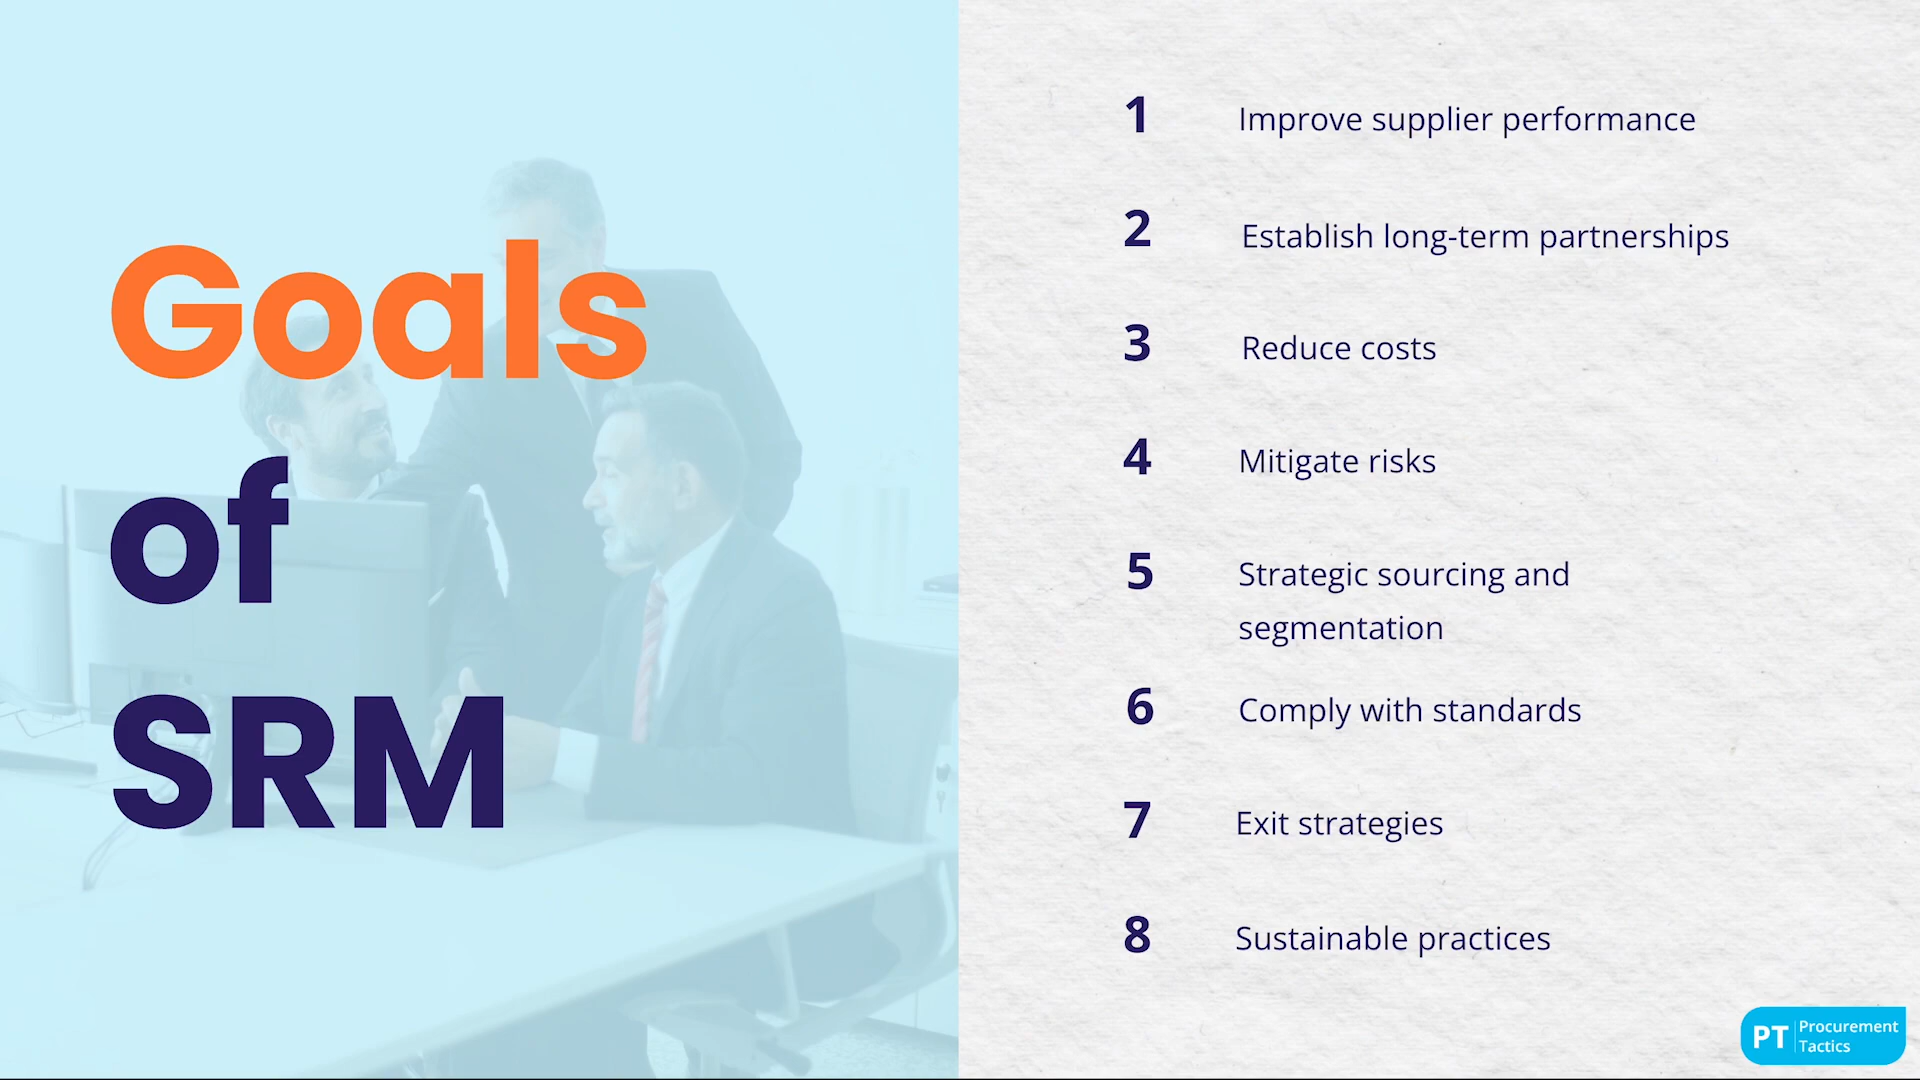 Goals
of
SRM
1 Improve supplier performance
2 Establish long-term partnerships
3 Reduce costs
4 Mitigate risks
5 Strategic sourcing and
segmentation
6 Comply with standards
7 Exit strategies
8 Sustainable practices
PT Procurement
Tactics